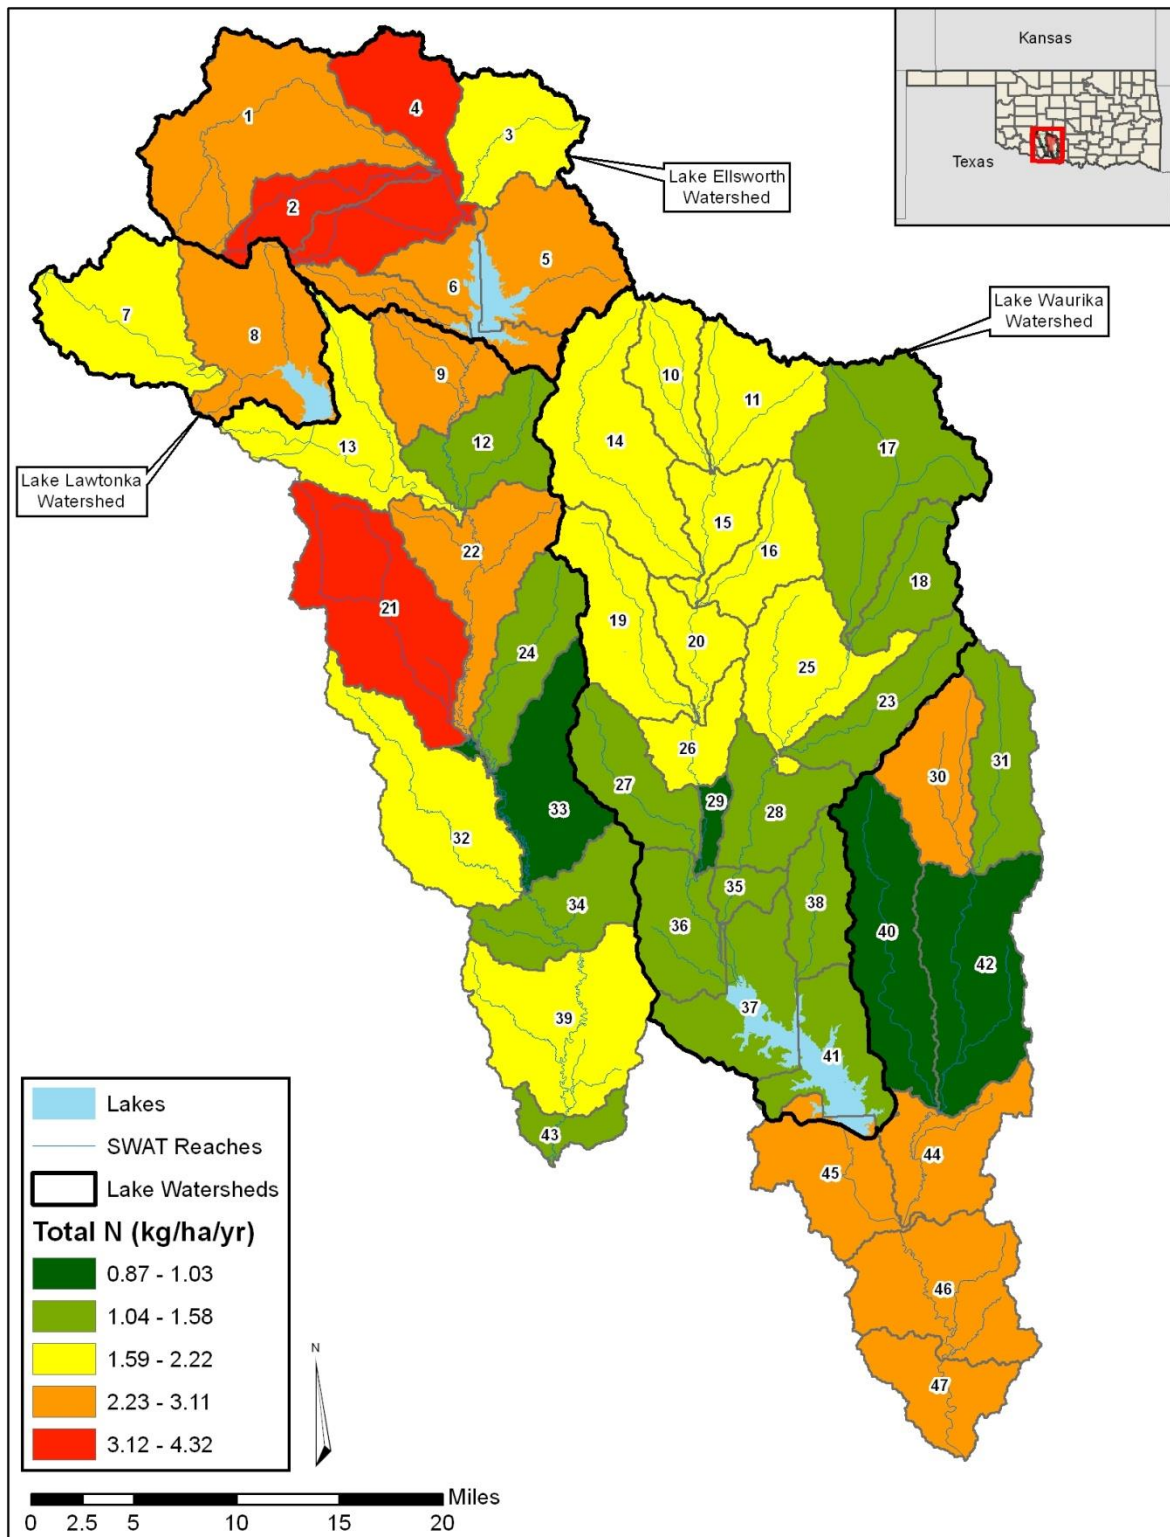 Kansas
Texas
4
1
3
Lake Ellsworth
Watershed
2
5
6
7
8
Lake Waurika
Watershed
9
10
11
14
13
12
17
Lake Lawtonka
Watershed
15
16
22
18
21
19
20
24
25
23
26
31
30
27
29
28
33
32
35
34
36
38
40
42
37
39
41
43
44
45
46
47
Lakes
SWAT Reaches
Lake Watersheds
Total N (kg/ha/yr)
0.87 - 1.03
1.04 - 1.58
1.59 - 2.22
2.23 - 3.11
3.12 - 4.32
N
Miles
0 2.5 5 10 15 20